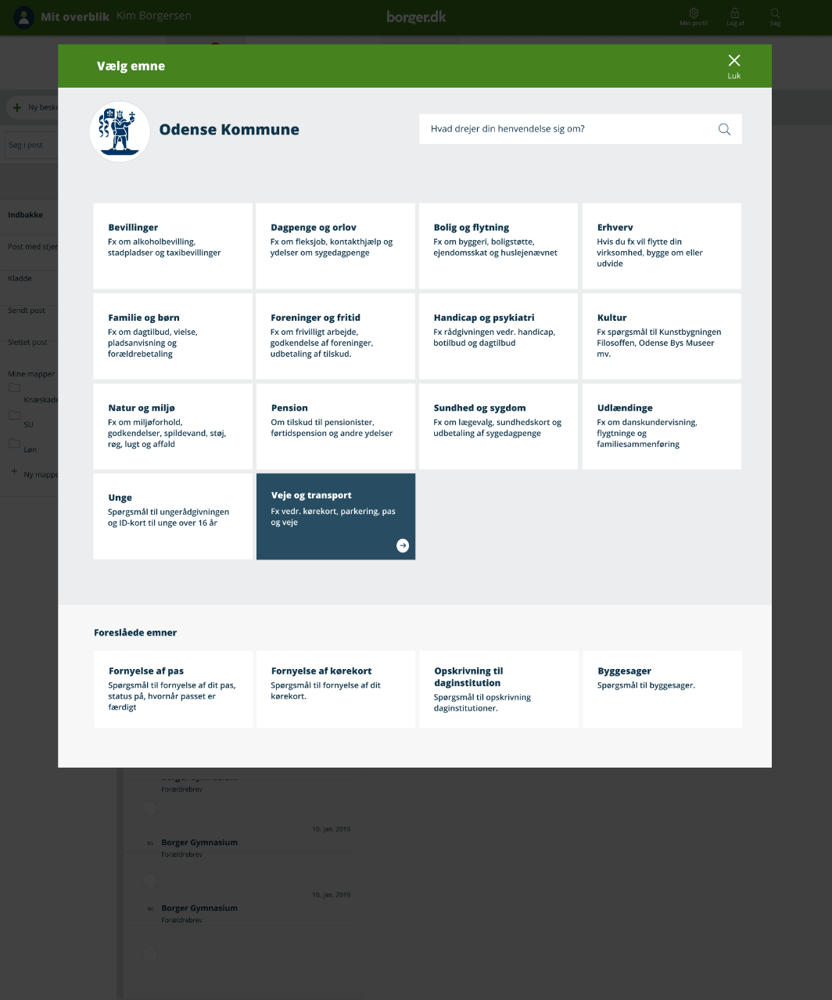 Mit overblik Kim Borgersen
borger.dk
Min profil
Log af
Søg
Vælg emne
Luk
Ny beske
Søg i post
Indbakke
Post med stjer
Kladde
Sendt post
Slettet post
Mine mapper
Knæskade
SU
Løn
Ny mappe
Odense Kommune
Hvad drejer din henvendelse sig om?
Bevillinger
Fx om alkoholbevilling,
stadpladser og taxibevillinger
Dagpenge og orlov
Fx om fleksjob, kontakthjælp og
ydelser om sygedagpenge
Bolig og flytning
Fx om byggeri, boligstøtte,
ejendomsskat og huslejenævnet
Erhverv
Hvis du fx vil flytte din
virksomhed, bygge om eller
udvide
Familie og børn
Fx om dagtilbud, vielse,
pladsanvisning og
forældrebetaling
Foreninger og fritid
Fx om frivilligt arbejde,
godkendelse af foreninger,
udbetaling af tilskud.
Handicap og psykiatri
Fx rådgivningen vedr. handicap,
botilbud og dagtilbud
Kultur
Fx spørgsmål til Kunstbygningen
Filosoffen, Odense Bys Museer
mv.
Natur og miljø
Fx om miljøforhold,
godkendelser, spildevand, støj,
røg, lugt og affald
Pension
Om tilskud til pensionister,
førtidspension og andre ydelser
Sundhed og sygdom
Fx om lægevalg, sundhedskort og
udbetaling af sygedagpenge
Udlændinge
Fx om danskundervisning,
flygtninge og
familiesammenføring
Unge
Spørgsmål til ungerådgivningen
og ID-kort til unge over 16 år
Veje og transport
Fx vedr. kørekort, parkering, pas
og veje
Foreslåede emner
Fornyelse af pas
Spørgsmål til fornyelse af dit pas,
status på, hvornår passet er
færdigt
Fornyelse af kørekort
Spørgsmål til fornyelse af dit
kørekort.
Opskrivning til
daginstitution
Spørgsmål til opskrivning
daginstitutioner.
Byggesager
Spørgsmål til byggesager.
Borger Gymnasium
Forældrebrev
10. jan. 2019
BG Borger Gymnasium
Forældrebrev
10. jan. 2019
BG Borger Gymnasium
Forældrebrev